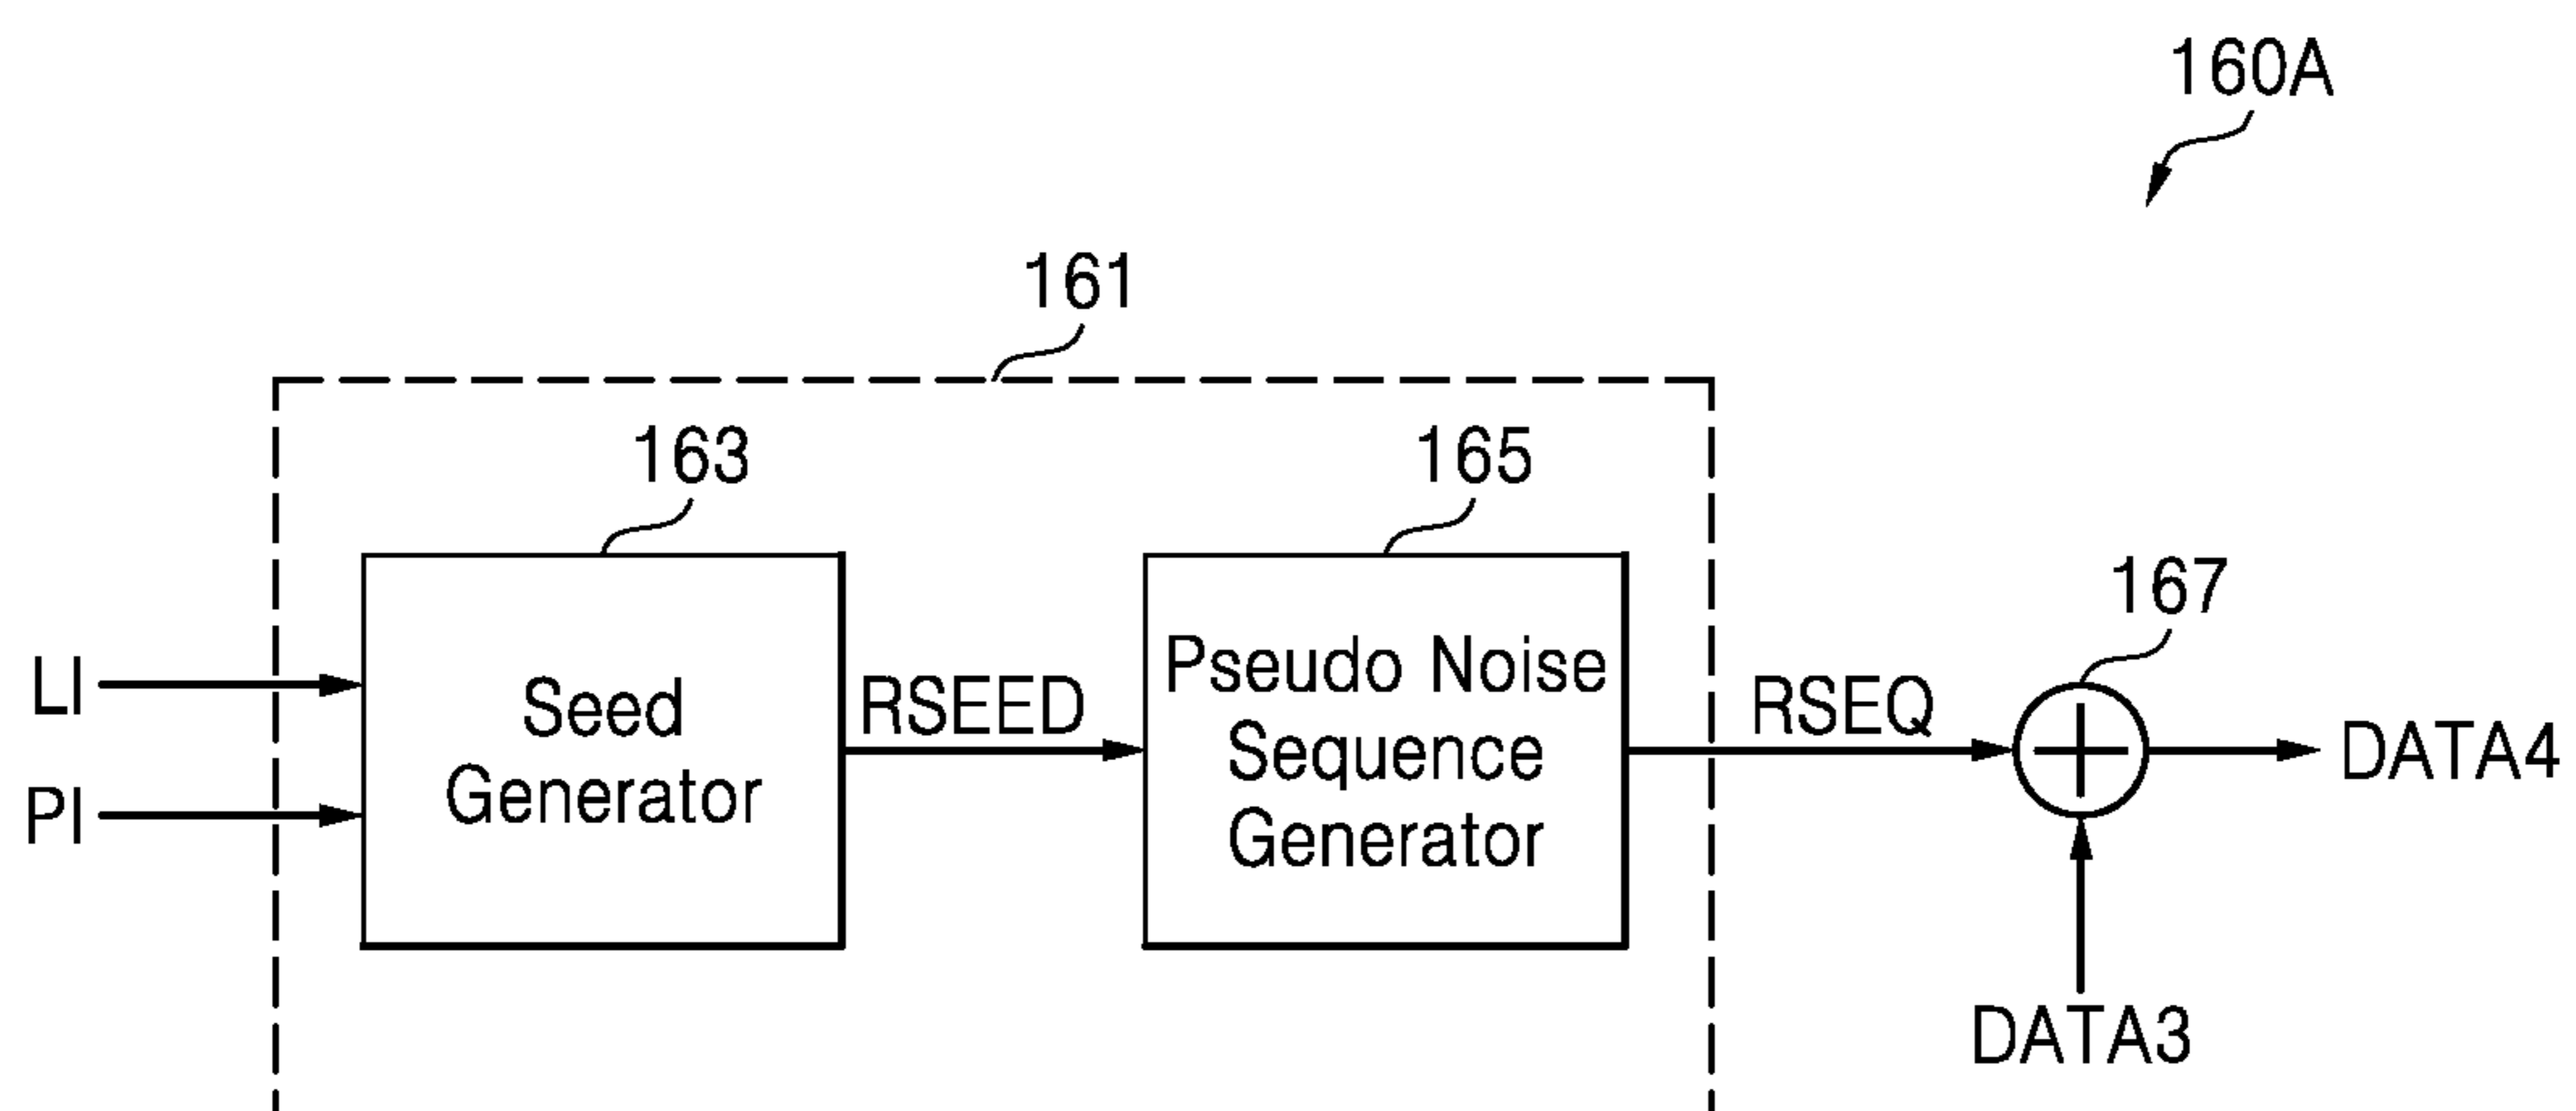 160A
161
163
165
167
LI
PI
Seed
Generator
RSEED
Pseudo Noise
Sequence
Generator
RSEQ
DATA4
DATA3